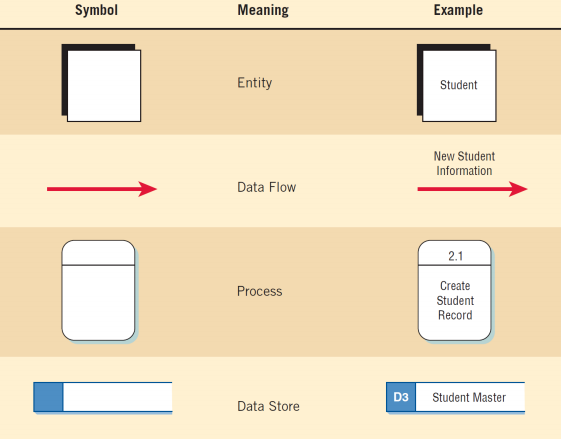 Symbol Meaning Example
Entity Student
New Student
Information
Data Flow
2.1
Process Create
Student
Record
D3 Student Master
Data Store